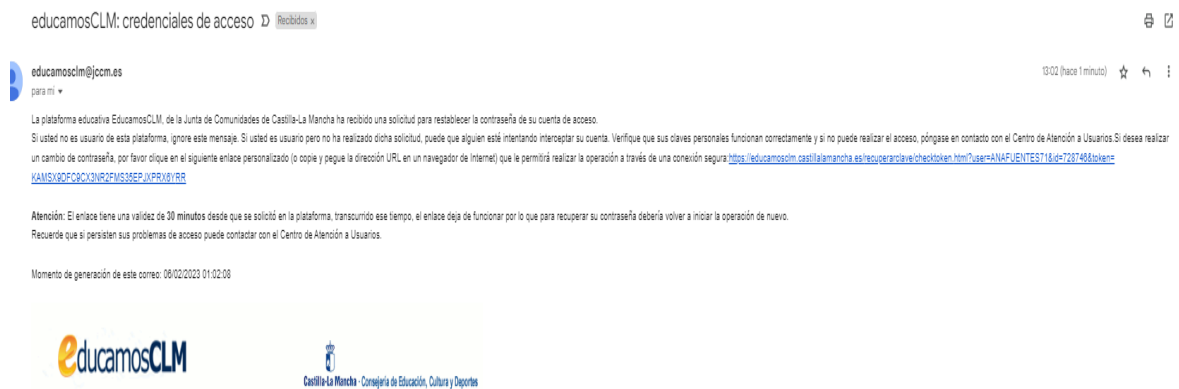 educamosCLM: credenciales de acceso Recibidos x
educamosclm@jccm.es
13:02 (hace 1 minuto)
para mi
La plataforma educativa EducamosCLM, de la Junta de Comunidades de Castilla-La Mancha ha recibido una solicitud para restablecer la contraseña de su cuenta de acceso.
Si usted no es usuario de esta plataforma, ignore este mensaje. Si usted es usuario pero no ha realizado dicha solicitud, puede que alguien esté intentando interceptar su cuenta. Verifique que sus claves personales funcionan correctamente y si no puede realizar el acceso, póngase en contacto con el Centro de Atención a Usuarios.Si desea realizar
un cambio de contraseña, por favor clique en el siguiente enlace personalizado (o copie y pegue la dirección URL en un navegador de Internet) que le permitirá realizar la operación a través de una conexión segura:https://educamosclm.castillalamancha.es/recuperarclave/checktoken.html?user=ANAFUENTES71&id=728746&token=
KAMSX9DFC9CX3NR2FMS35EPJXPRX6YRR
Atención: El enlace tiene una validez de 30 minutos desde que se solicitó en la plataforma, transcurrido ese tiempo, el enlace deja de funcionar por lo que para recuperar su contraseña debería volver a iniciar la operación de nuevo.
Recuerde que si persisten sus problemas de acceso puede contactar con el Centro de Atención a Usuarios.
Momento de generación de este correo: 06/02/2023 01:02:08
educamosCLM
Castilla-La Mancha - Consejería de Educación, Cultura y Deportes